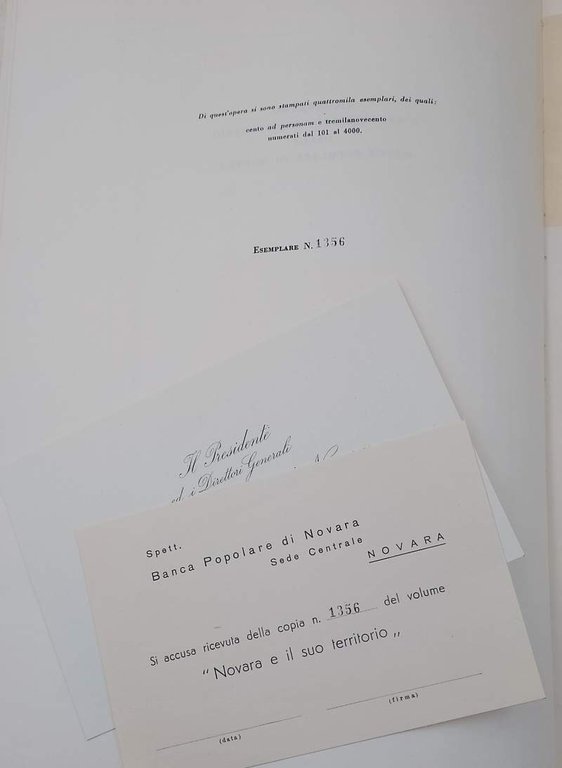 Di quest'opera si sono stampati quattromila esemplari, dei quali:
cento ad personam e tremilanovecento
numerati dal 101 al 4000.
ESEMPLARE N. 1356
Il Presidente
ed i Direttori Generali
Spett.
Banca Popolare di Novara
Sede Centrale
NOVARA
Si accusa ricevuta della copia n. 1356 del volume
"Novara e il suo territorio"
(data)
(firma)